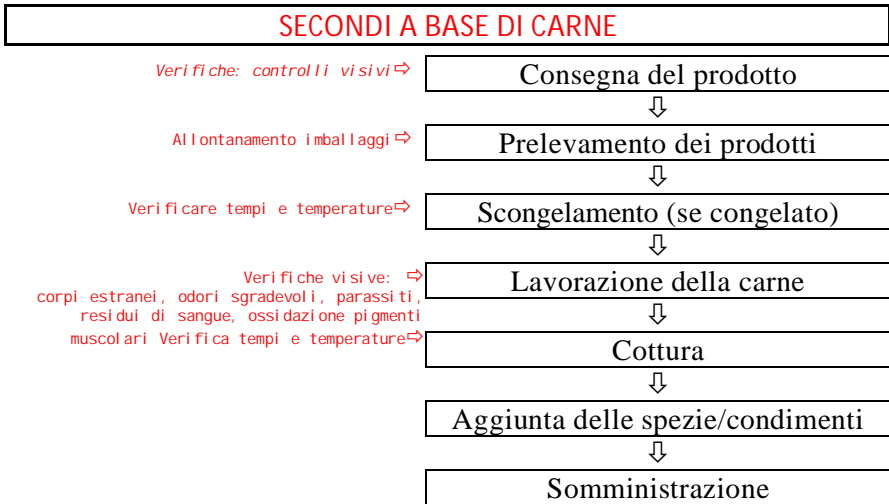 SECONDI A BASE DI CARNE
Verifiche: controlli visivi⇨ Consegna del prodotto
⇩
Allontanamento imballaggi⇨ Prelevamento dei prodotti
⇩
Verificare tempi e temperature⇨ Scongelamento (se congelato)
⇩
Verifiche visive: ⇨ Lavorazione della carne
corpi estranei, odori sgradevoli, parassiti,
residui di sangue, ossidazione pigmenti
⇩
muscolari Verifica tempi e temperature⇨ Cottura
⇩
Aggiunta delle spezie/condimenti
⇩
Somministrazione